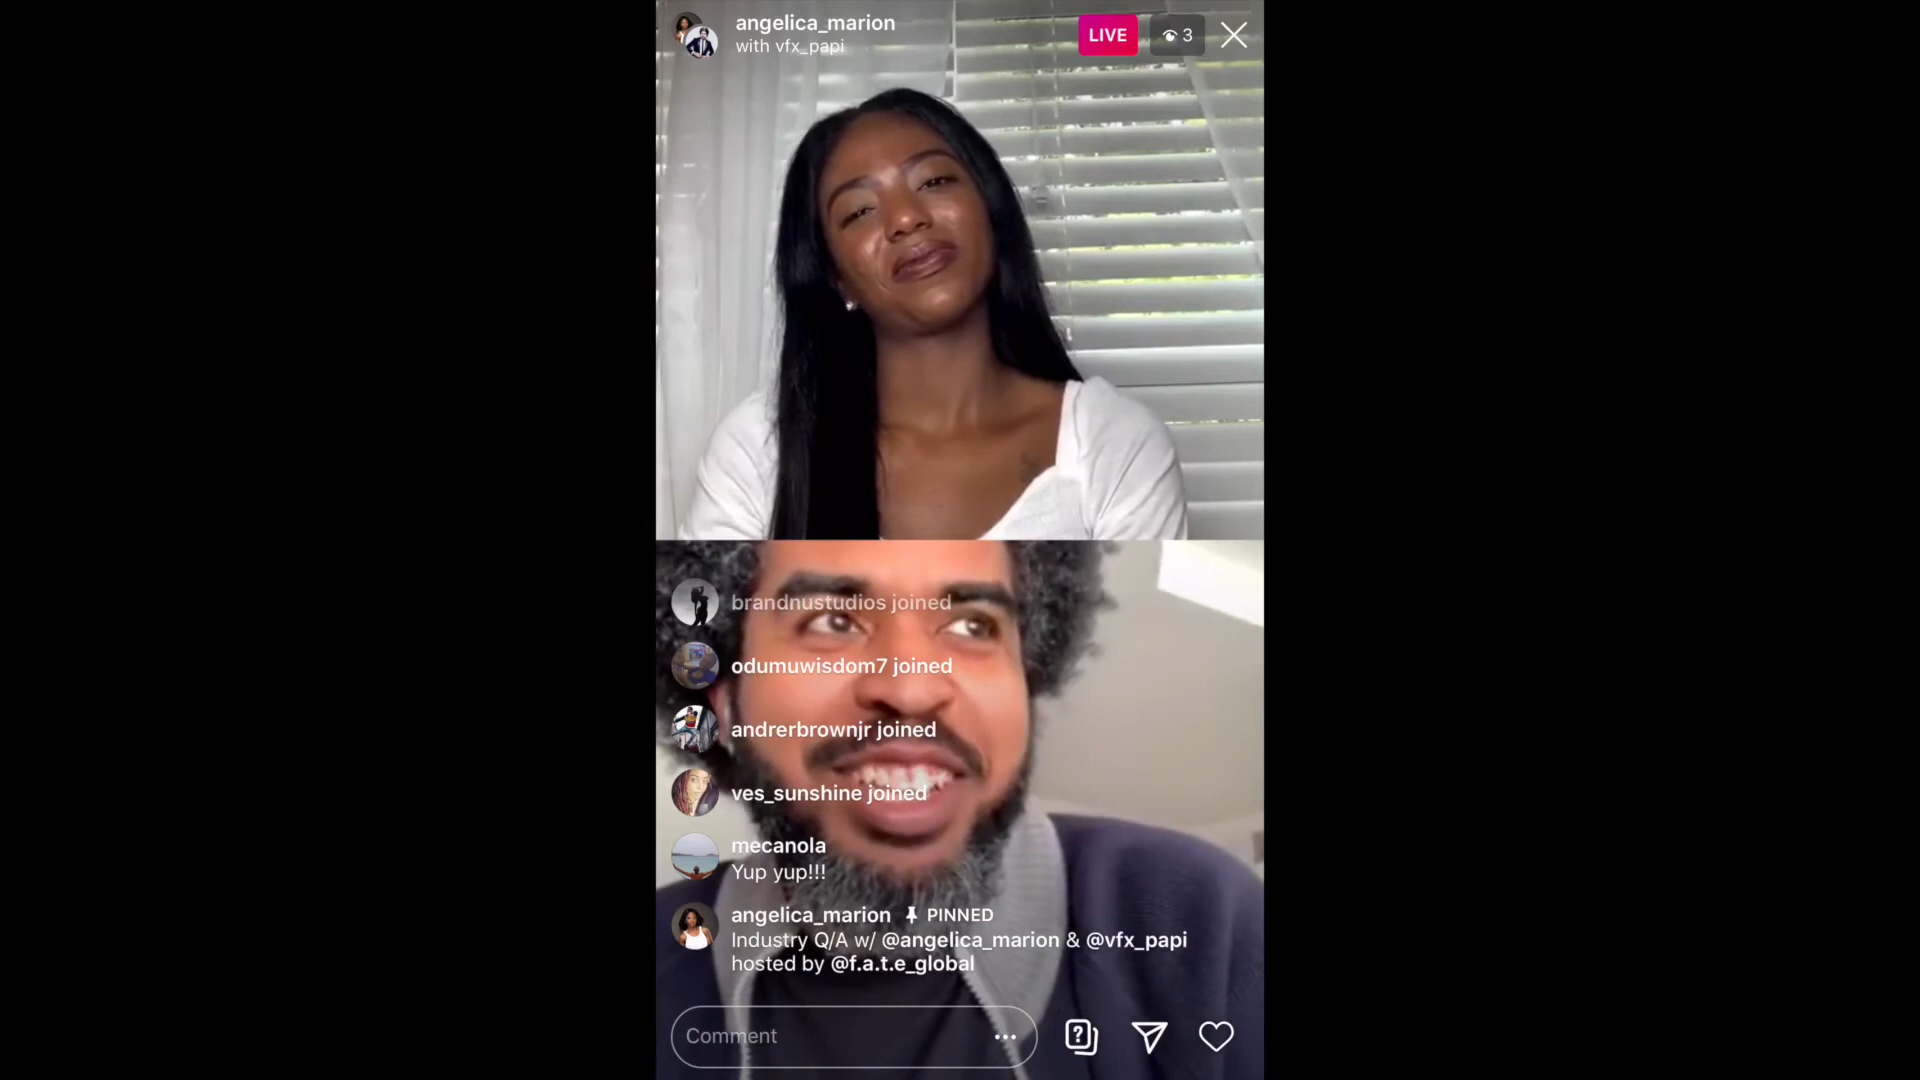 angelica_marion
with vfx_papi
LIVE
3
brandnustudios joined
odumuwisdom7 joined
andrerbrownjr joined
ves_sunshine joined
mecanola
Yup yup!!!
angelica_marion PINNED
Industry Q/A w/ @angelica_marion & @vfx_papi
hosted by @f.a.t.e_global
Comment